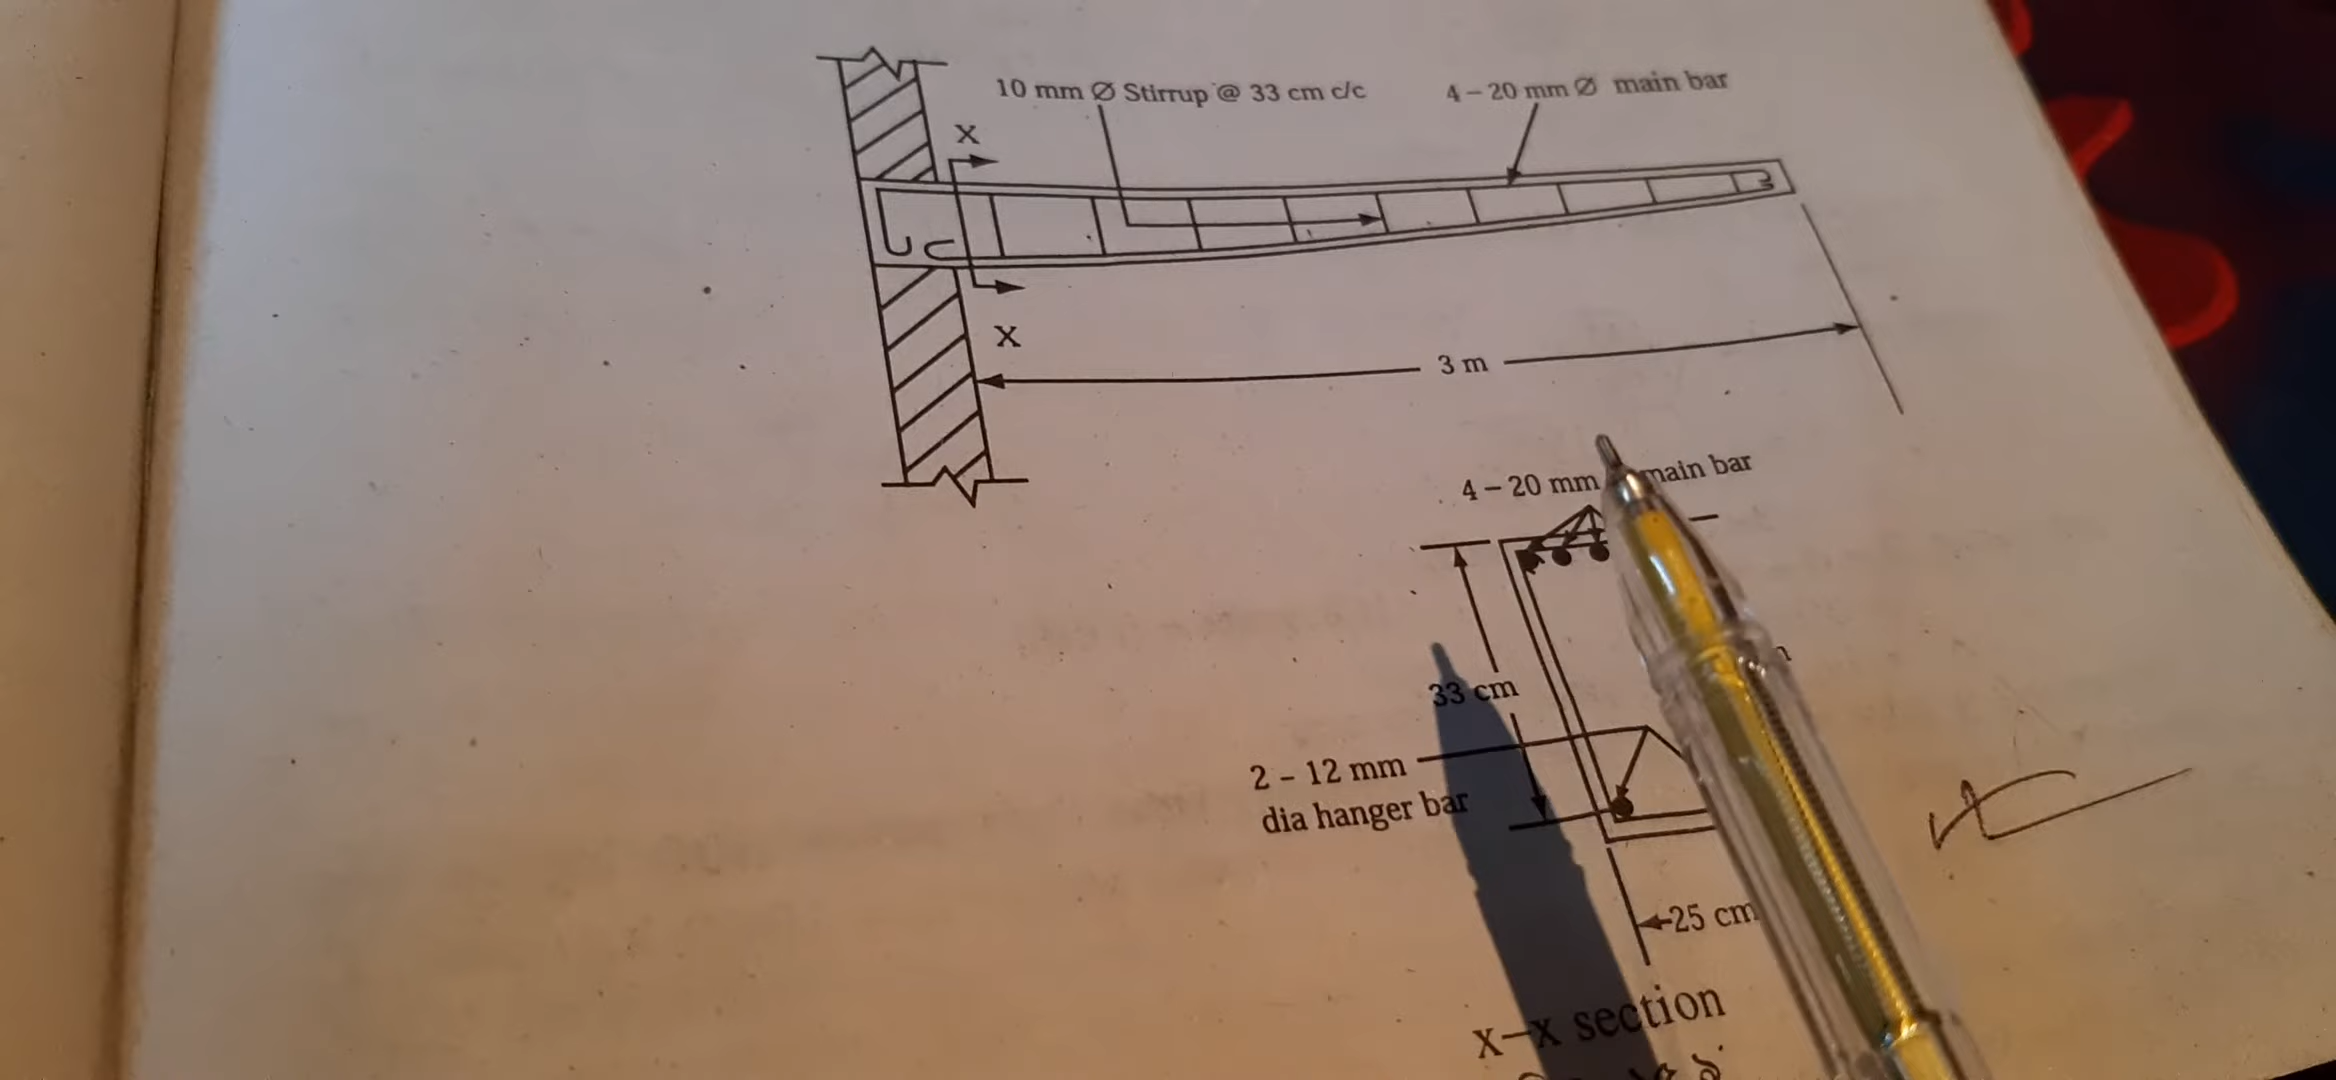 10 mm Ø Stirrup @ 33 cm c/c
4 – 20 mm Ø main bar
X
X
3 m
4 – 20 mm main bar
33 cm
2 – 12 mm
dia hanger bar
25 cm
x–x section